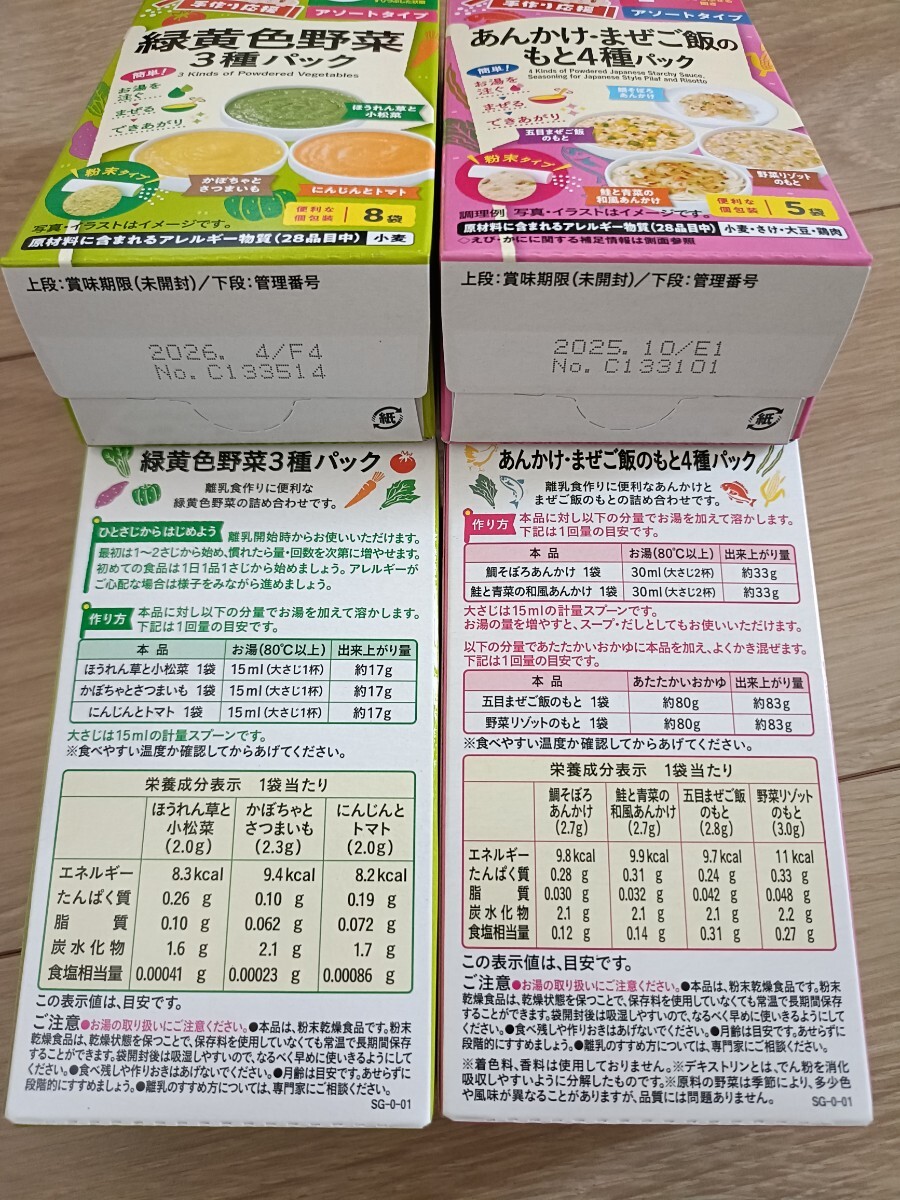 手作り応援
アソートタイプ
緑黄色野菜
3種パック
3 Kinds of Powdered Vegetables
簡単!
お湯を
注ぐ
まぜる
できあがり
ほうれん草と
小松菜
かぼちゃと
さつまいも
にんじんとトマト
粉末タイプ
便利な
個包装
8袋
写真・イラストはイメージです。
原材料に含まれるアレルギー物質(28品目中) 小麦
上段:賞味期限(未開封)/下段:管理番号
2026. 4/F4
No. C133514
紙
緑黄色野菜3種パック
離乳食作りに便利な
緑黄色野菜の詰め合わせです。
ひとさじからはじめよう 離乳開始時からお使いいただけます。
最初は1~2さじから始め、慣れたら量・回数を次第に増やせます。
初めての食品は1日1品1さじから始めましょう。アレルギーが
ご心配な場合は様子をみながら進めましょう。
作り方 本品に対し以下の分量でお湯を加えて溶かします。
下記は1回量の目安です。
本品 お湯(80℃以上) 出来上がり量
ほうれん草と小松菜 1袋 15ml(大さじ1杯) 約17g
かぼちゃとさつまいも 1袋 15ml(大さじ1杯) 約17g
にんじんとトマト 1袋 15ml(大さじ1杯) 約17g
大さじは15mlの計量スプーンです。
※食べやすい温度か確認してからあげてください。
栄養成分表示 1袋当たり
ほうれん草と小松菜(2.0g) かぼちゃとさつまいも(2.3g) にんじんとトマト(2.0g)
エネルギー 8.3kcal 9.4kcal 8.2kcal
たんぱく質 0.26 g 0.10 g 0.19 g
脂質 0.10 g 0.062 g 0.072 g
炭水化物 1.6 g 2.1 g 1.7 g
食塩相当量 0.00041 g 0.00023 g 0.00086 g
この表示値は、目安です。
ご注意●お湯の取り扱いにご注意ください。●本品は、粉末乾燥食品です。粉末
乾燥食品は、乾燥状態を保つことで、保存料を使用していなくても常温で長期間保存
することができます。袋開封後は吸湿しやすいので、なるべく早めに使いきるようにして
ください。●食べ残しや作りおきはあげないでください。●月齢は目安です。あせらずに
段階的にすすめましょう。●離乳のすすめ方については、専門家にご相談ください。
SG-0-01
手作り応援
アソートタイプ
あんかけ・まぜご飯の
もと4種パック
4 Kinds of Powdered Japanese Starchy Sauce,
Seasoning for Japanese Style Pilaf and Risotto
簡単!
お湯を
注ぐ
まぜる
できあがり
鯛そぼろ
あんかけ
五目まぜご飯
のもと
野菜リゾット
のもと
鮭と青菜の
和風あんかけ
粉末タイプ
便利な
個包装
5袋
調理例 写真・イラストはイメージです。
原材料に含まれるアレルギー物質(28品目中) 小麦・さけ・大豆・鶏肉
◇えび・かにに関する補足情報は側面参照
上段:賞味期限(未開封)/下段:管理番号
2025. 10/E1
No. C133101
紙
あんかけ・まぜご飯のもと4種パック
離乳食作りに便利なあんかけと
まぜご飯のもとの詰め合わせです。
作り方 本品に対し以下の分量でお湯を加えて溶かします。
下記は1回量の目安です。
本品 お湯(80℃以上) 出来上がり量
鯛そぼろあんかけ 1袋 30ml(大さじ2杯) 約33g
鮭と青菜の和風あんかけ 1袋 30ml(大さじ2杯) 約33g
大さじは15mlの計量スプーンです。
お湯の量を増やすと、スープ・だしとしてもお使いいただけます。
以下の分量であたたかいおかゆに本品を加え、よくかき混ぜます。
下記は1回量の目安です。
本品 あたたかいおかゆ 出来上がり量
五目まぜご飯のもと 1袋 約80g 約83g
野菜リゾットのもと 1袋 約80g 約83g
※食べやすい温度か確認してからあげてください。
栄養成分表示 1袋当たり
鯛そぼろあんかけ(2.7g) 鮭と青菜の和風あんかけ(2.7g) 五目まぜご飯のもと(2.8g) 野菜リゾットのもと(3.0g)
エネルギー 9.8kcal 9.9kcal 9.7kcal 11kcal
たんぱく質 0.28 g 0.31 g 0.24 g 0.33 g
脂質 0.030 g 0.032 g 0.042 g 0.048 g
炭水化物 2.1 g 2.1 g 2.1 g 2.2 g
食塩相当量 0.12 g 0.14 g 0.31 g 0.27 g
この表示値は、目安です。
ご注意●お湯の取り扱いにご注意ください。●本品は、粉末乾燥食品です。粉末
乾燥食品は、乾燥状態を保つことで、保存料を使用していなくても常温で長期間保存
することができます。袋開封後は吸湿しやすいので、なるべく早めに使いきるようにして
ください。●食べ残しや作りおきはあげないでください。●月齢は目安です。あせらずに
段階的にすすめましょう。●離乳のすすめ方については、専門家にご相談ください。
※着色料、香料は使用しておりません。※デキストリンとは、でん粉を消化
吸収しやすいように分解したものです。※原料の野菜は季節により、多少色
や風味が異なることがありますが、品質には問題ありません。
SG-0-01